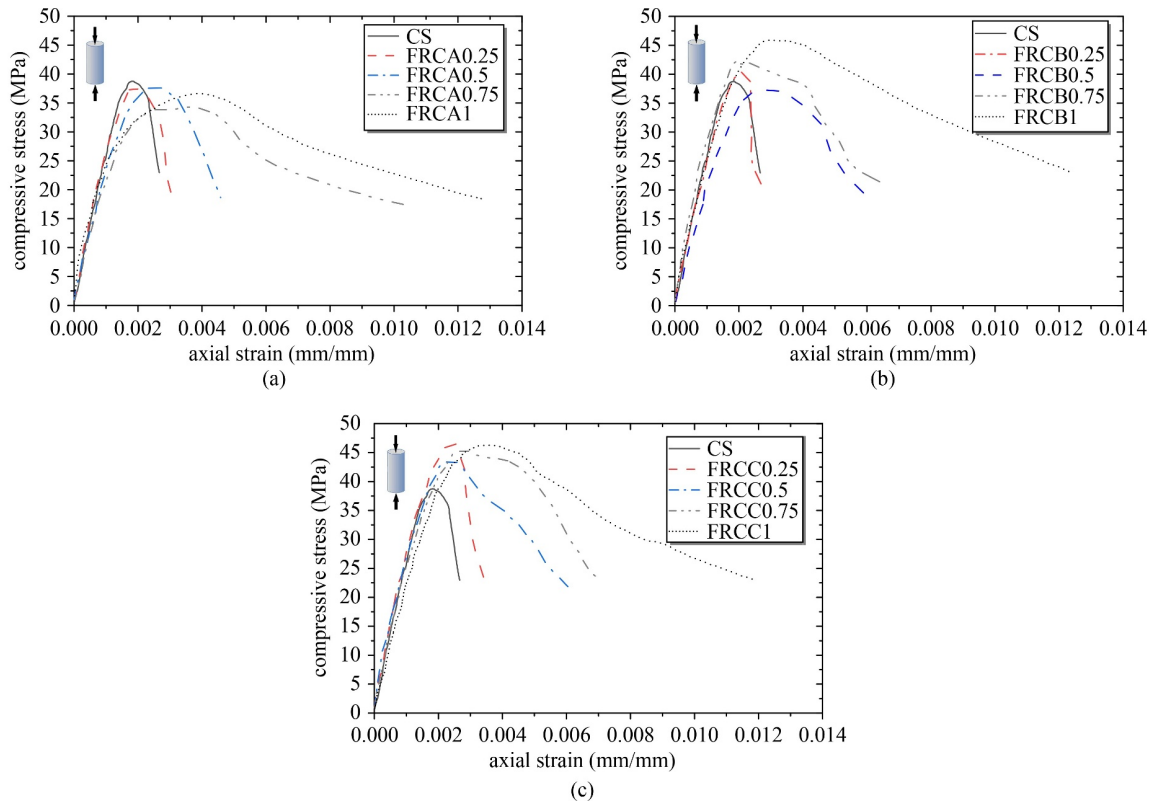 50
45
40
35
30
25
20
15
10
5
0
compressive stress (MPa)
CS
FRCA0.25
FRCA0.5
FRCA0.75
FRCA1
0.000 0.002 0.004 0.006 0.008 0.010 0.012 0.014
axial strain (mm/mm)
(a)
50
45
40
35
30
25
20
15
10
5
0
compressive stress (MPa)
CS
FRCB0.25
FRCB0.5
FRCB0.75
FRCB1
0.000 0.002 0.004 0.006 0.008 0.010 0.012 0.014
axial strain (mm/mm)
(b)
50
45
40
35
30
25
20
15
10
5
0
compressive stress (MPa)
CS
FRCC0.25
FRCC0.5
FRCC0.75
FRCC1
0.000 0.002 0.004 0.006 0.008 0.010 0.012 0.014
axial strain (mm/mm)
(c)